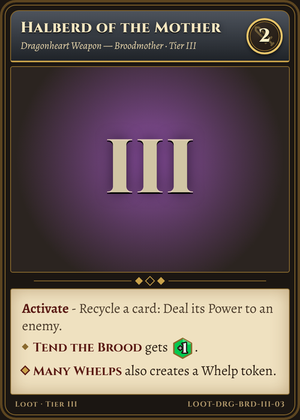 Halberd of the Mother
Dragonheart Weapon — Broodmother · Tier III
2
III
Activate - Recycle a card: Deal its Power to an
enemy.
Tend the Brood gets 1.
Many Whelps also creates a Whelp token.
Loot · Tier III
LOOT-DRG-BRD-III-03